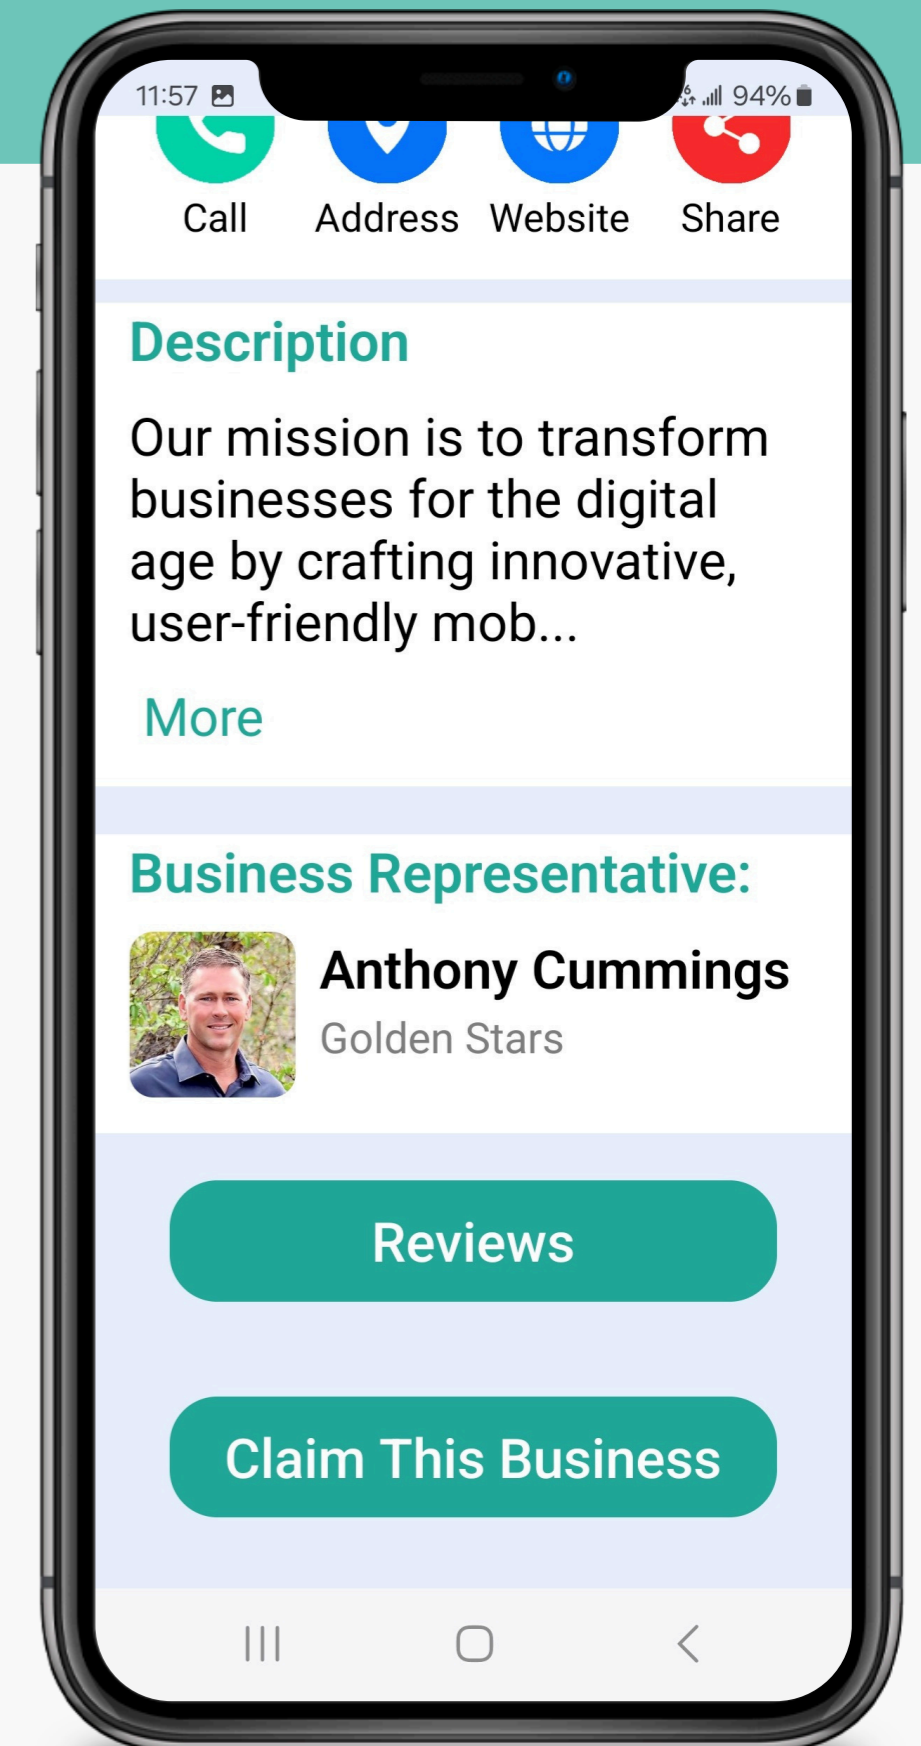 11:57 94%
Call Address Website Share
Description
Our mission is to transform
businesses for the digital
age by crafting innovative,
user-friendly mob...
More
Business Representative:
Anthony Cummings
Golden Stars
Reviews
Claim This Business